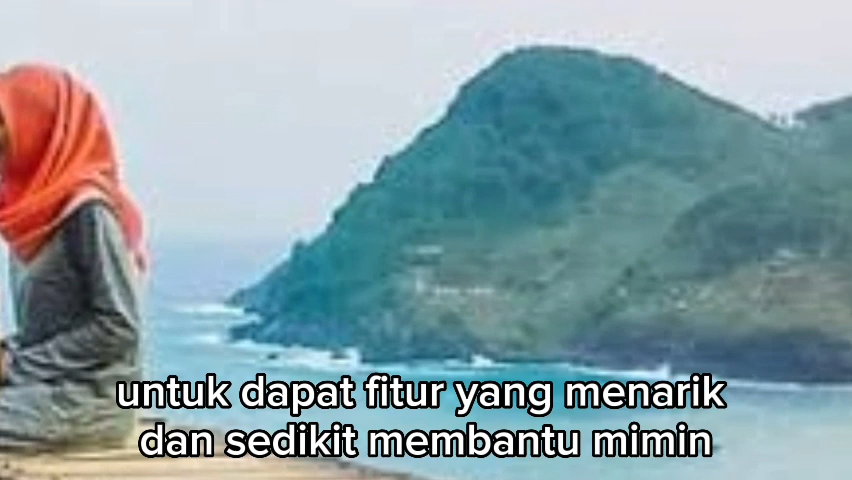 untuk dapat fitur yang menarik
dan sedikit membantu mimin